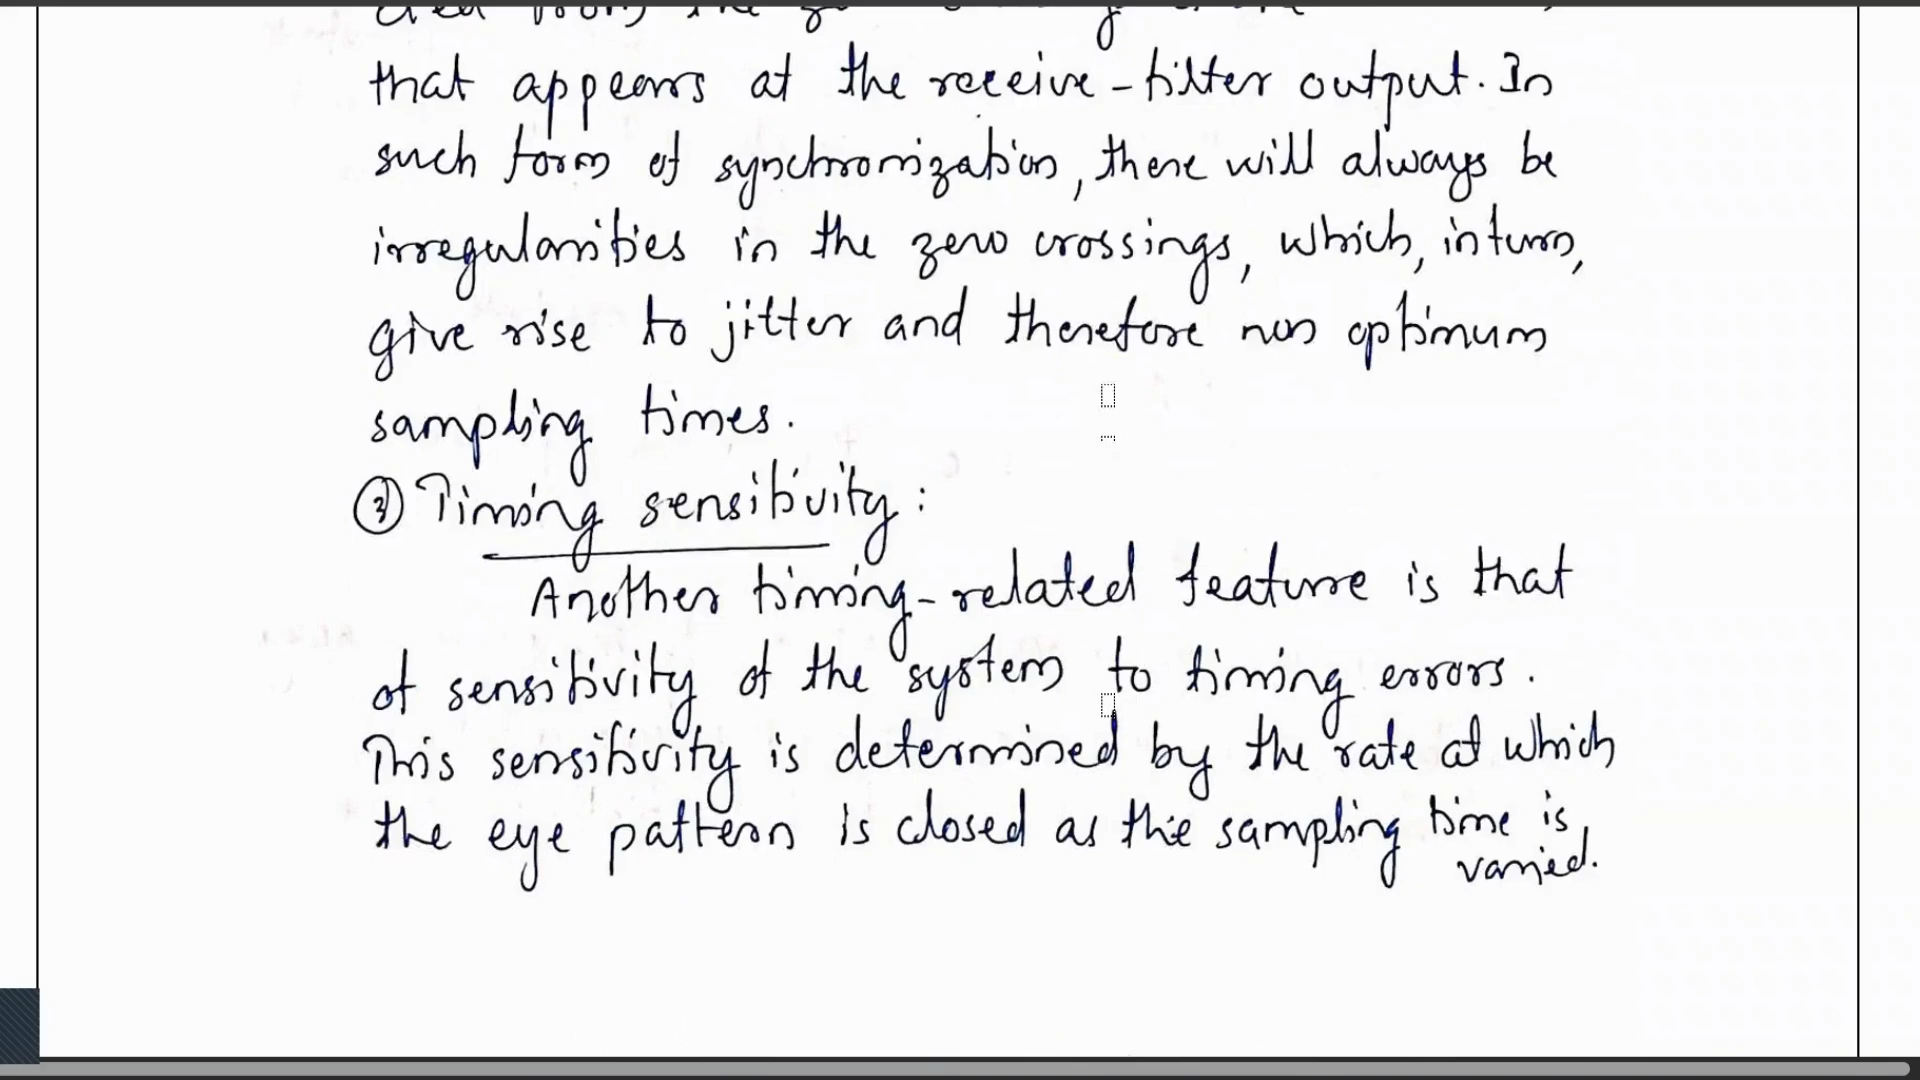 that appears at the receive-filter output. In
such form of synchronization, there will always be
irregularities in the zero crossings, which, in turn,
give rise to jitter and therefore non optimum
sampling times.
③ Timing sensitivity:
Another timing-related feature is that
of sensitivity of the system to timing errors.
This sensitivity is determined by the rate at which
the eye pattern is closed as the sampling time is
varied.